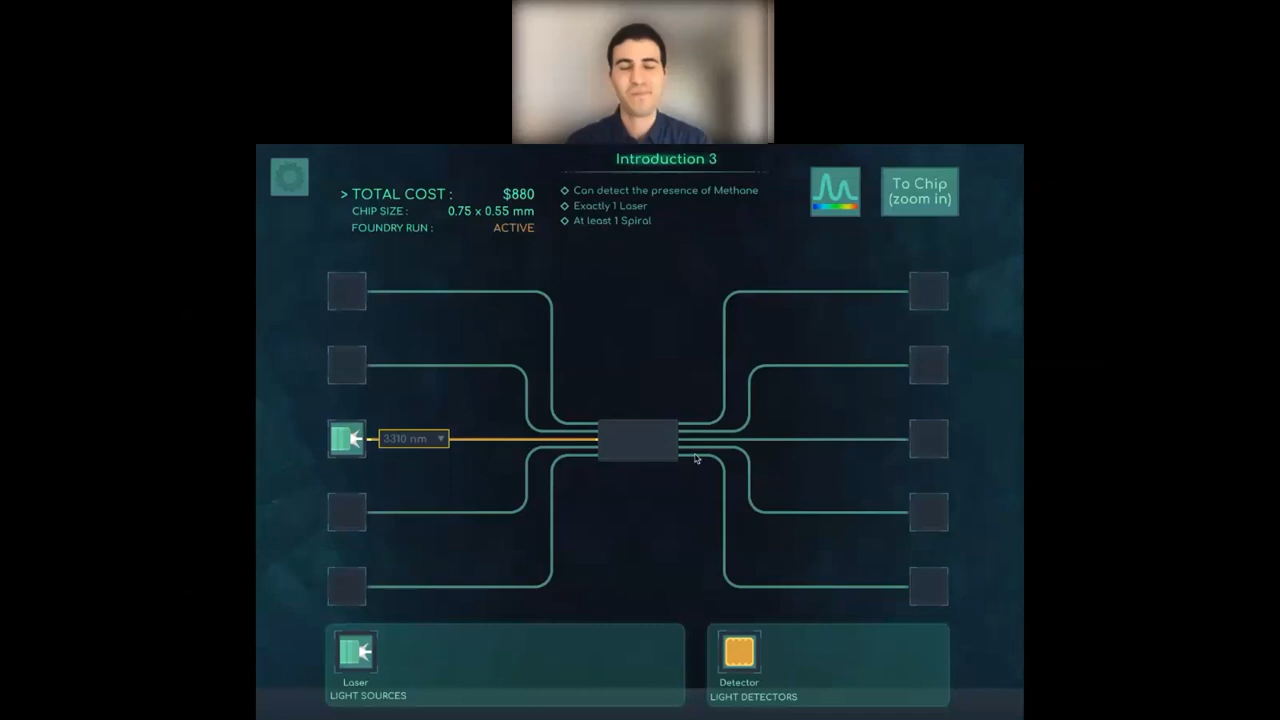 Introduction 3
> TOTAL COST : $880
CHIP SIZE : 0.75 x 0.55 mm
FOUNDRY RUN : ACTIVE
Can detect the presence of Methane
Exactly 1 Laser
At least 1 Spiral
To Chip
(zoom in)
3310 nm
Laser
LIGHT SOURCES
Detector
LIGHT DETECTORS